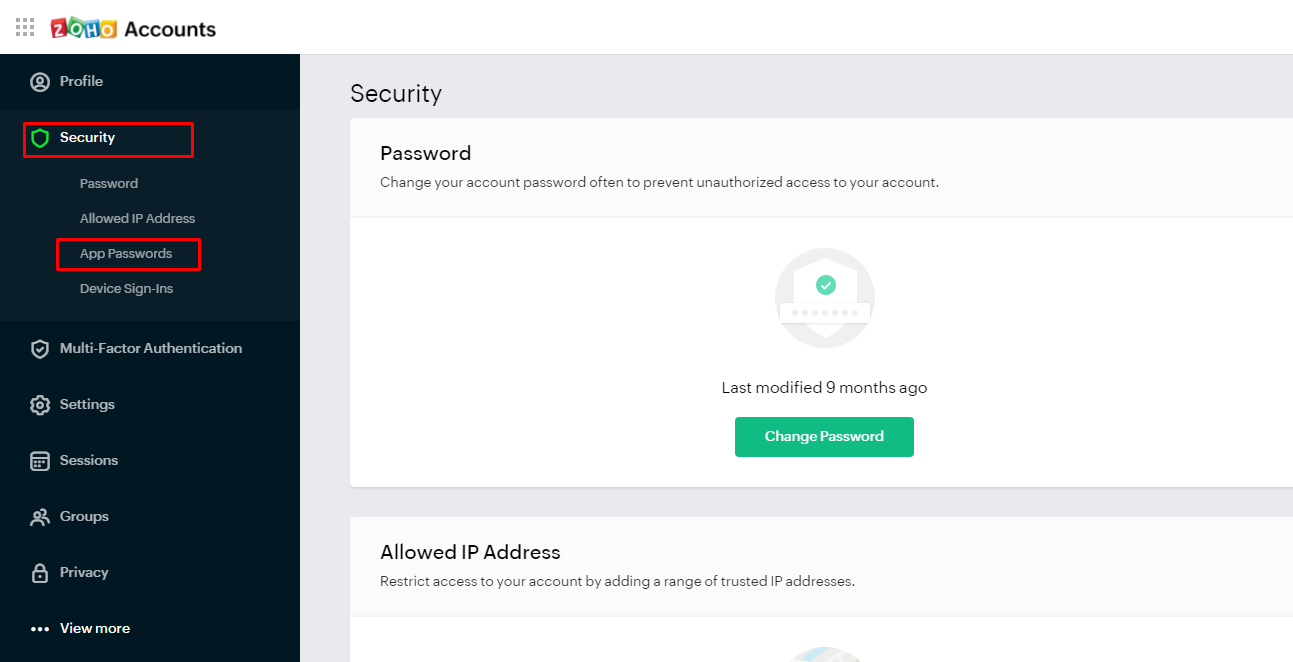 ZOHO Accounts
Profile
Security
Password
Allowed IP Address
App Passwords
Device Sign-Ins
Multi-Factor Authentication
Settings
Sessions
Groups
Privacy
View more
Security
Password
Change your account password often to prevent unauthorized access to your account.
Last modified 9 months ago
Change Password
Allowed IP Address
Restrict access to your account by adding a range of trusted IP addresses.